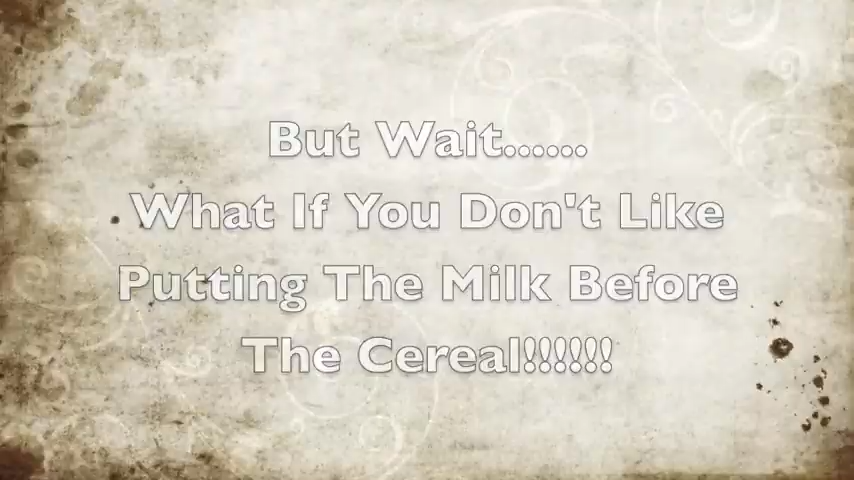 But Wait......
What If You Don't Like
Putting The Milk Before
The Cereal!!!!!!